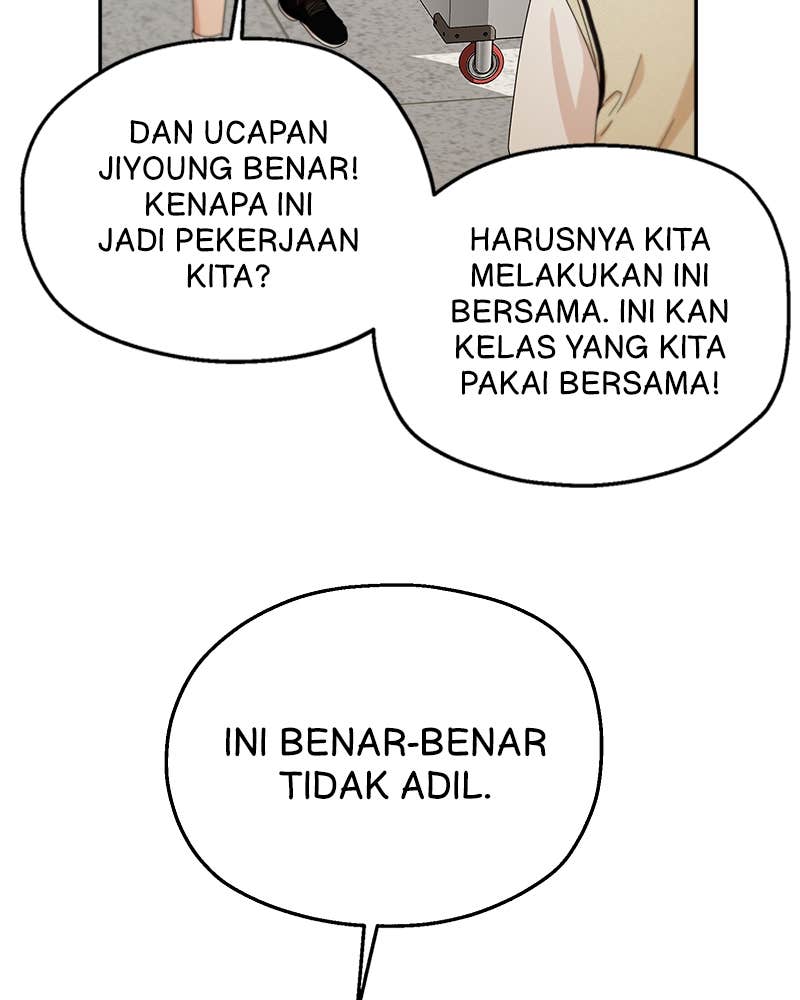 DAN UCAPAN
JIYOUNG BENAR!
KENAPA INI
JADI PEKERJAAN
KITA?
HARUSNYA KITA
MELAKUKAN INI
BERSAMA. INI KAN
KELAS YANG KITA
PAKAI BERSAMA!
INI BENAR-BENAR
TIDAK ADIL.